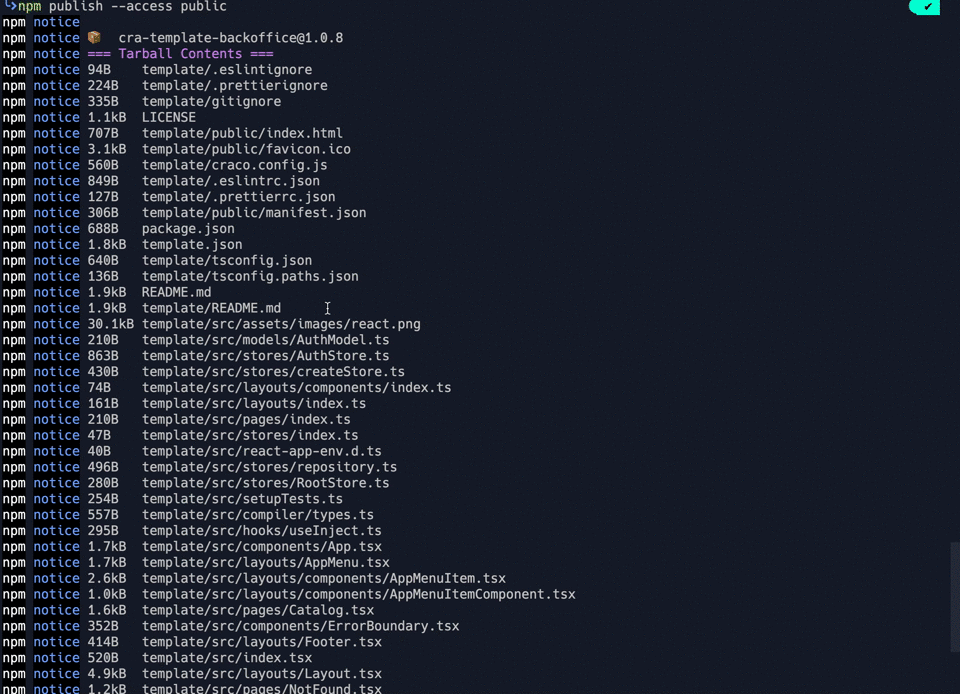 npm publish --access public
npm notice
npm notice 📦 cra-template-backoffice@1.0.8
npm notice === Tarball Contents ===
npm notice 94B template/.eslintignore
npm notice 224B template/.prettierignore
npm notice 335B template/gitignore
npm notice 1.1kB LICENSE
npm notice 707B template/public/index.html
npm notice 3.1kB template/public/favicon.ico
npm notice 560B template/craco.config.js
npm notice 849B template/.eslintrc.json
npm notice 127B template/.prettierrc.json
npm notice 306B template/public/manifest.json
npm notice 688B package.json
npm notice 1.8kB template.json
npm notice 640B template/tsconfig.json
npm notice 136B template/tsconfig.paths.json
npm notice 1.9kB README.md
npm notice 1.9kB template/README.md
npm notice 30.1kB template/src/assets/images/react.png
npm notice 210B template/src/models/AuthModel.ts
npm notice 863B template/src/stores/AuthStore.ts
npm notice 430B template/src/stores/createStore.ts
npm notice 74B template/src/layouts/components/index.ts
npm notice 161B template/src/layouts/index.ts
npm notice 210B template/src/pages/index.ts
npm notice 47B template/src/stores/index.ts
npm notice 40B template/src/react-app-env.d.ts
npm notice 496B template/src/stores/repository.ts
npm notice 280B template/src/stores/RootStore.ts
npm notice 254B template/src/setupTests.ts
npm notice 557B template/src/compiler/types.ts
npm notice 295B template/src/hooks/useInject.ts
npm notice 1.7kB template/src/components/App.tsx
npm notice 1.7kB template/src/layouts/AppMenu.tsx
npm notice 2.6kB template/src/layouts/components/AppMenuItem.tsx
npm notice 1.0kB template/src/layouts/components/AppMenuItemComponent.tsx
npm notice 1.6kB template/src/pages/Catalog.tsx
npm notice 352B template/src/components/ErrorBoundary.tsx
npm notice 414B template/src/layouts/Footer.tsx
npm notice 520B template/src/index.tsx
npm notice 4.9kB template/src/layouts/Layout.tsx
npm notice 1.2kB template/src/pages/NotFound.tsx